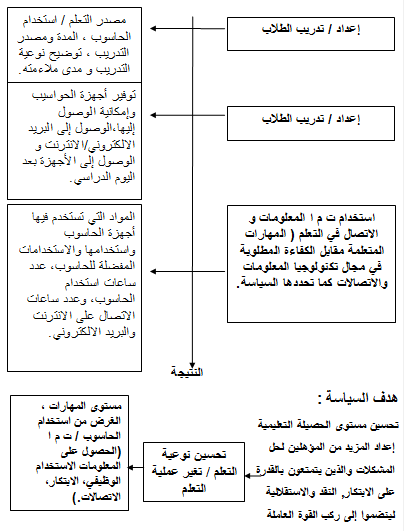 إعداد / تدريب الطلاب
مصدر التعلم / استخدام
الحاسوب ، المدة ومصدر
التدريب ، توضيح نوعية
التدريب و مدى ملاءمته.
إعداد / تدريب الطلاب
توفير أجهزة الحواسيب
وإمكانية الوصول
إليها،الوصول إلى البريد
الالكتروني/الانترنت و
الوصول إلى الأجهزة بعد
اليوم الدراسي.
استخدام ت م ا المعلومات و
الاتصال في التعلم ( المهارات
المتعلمة مقابل الكفاءة المطلوبة
في مجال تكنولوجيا المعلومات
والاتصالات كما تحددها السياسة.
المواد التي تستخدم فيها
أجهزة الحاسوب
واستخدامها والاستخدامات
المفضلة للحاسوب، عدد
ساعات استخدام
الحاسوب، وعدد ساعات
الاتصال على الانترنت
والبريد الالكتروني.
النتيجة
هدف السياسة :
تحسين مستوى الحصيلة التعليمية
إعداد المزيد من المؤهلين لحل
المشكلات والذين يتمتعون بالقدرة
على الابتكار, النقد والاستقلالية
لينضموا إلى ركب القوة العاملة
تحسين نوعية
التعلم / تغير عملية
التعلم
مستوى المهارات ،
الغرض من استخدام
الحاسوب / ت م ا
(الحصول على
المعلومات الاستخدام
الوظيفي، الابتكار،
الاتصالات.)